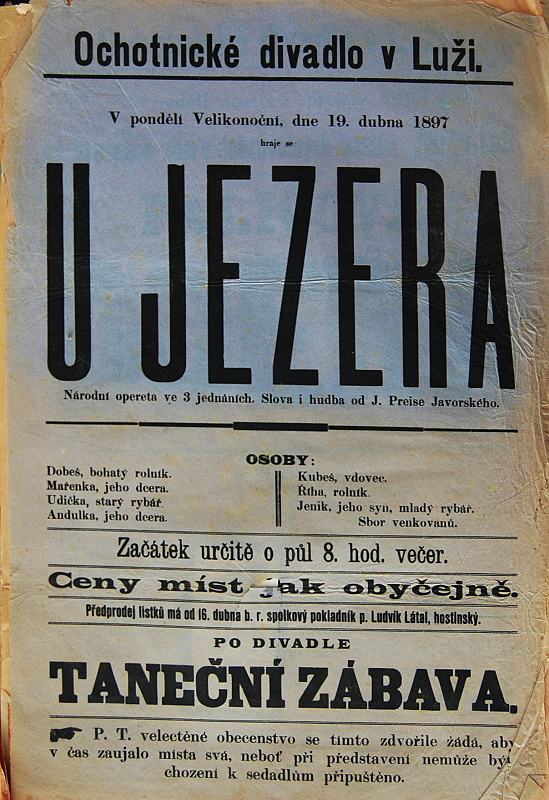 Ochotnické divadlo v Luži.
V pondělí Velikonoční, dne 19. dubna 1897
hraje se:
U JEZERA
Národní opereta ve 3 jednáních. Slova i hudba od J. Preise Javorského.
OSOBY:
Dobeš, bohatý rolník.
Mařenka, jeho dcera.
Udička, starý rybář.
Andulka, jeho dcera.
Kubeš, vdovec.
Říha, rolník.
Jeník, jeho syn, mladý rybář.
Sbor venkovanů.
Začátek určitě o půl 8. hod. večer.
Ceny míst jak obyčejně.
Předprodej lístků má od 16. dubna b. r. spolkový pokladník p. Ludvík Látal, hostinský.
PO DIVADLE
TANEČNÍ ZÁBAVA.
P. T. velectěné obecenstvo se tímto zdvořile žádá, aby
v čas zaujalo místa svá, neboť při představení nemůže být
chození k sedadlům připuštěno.